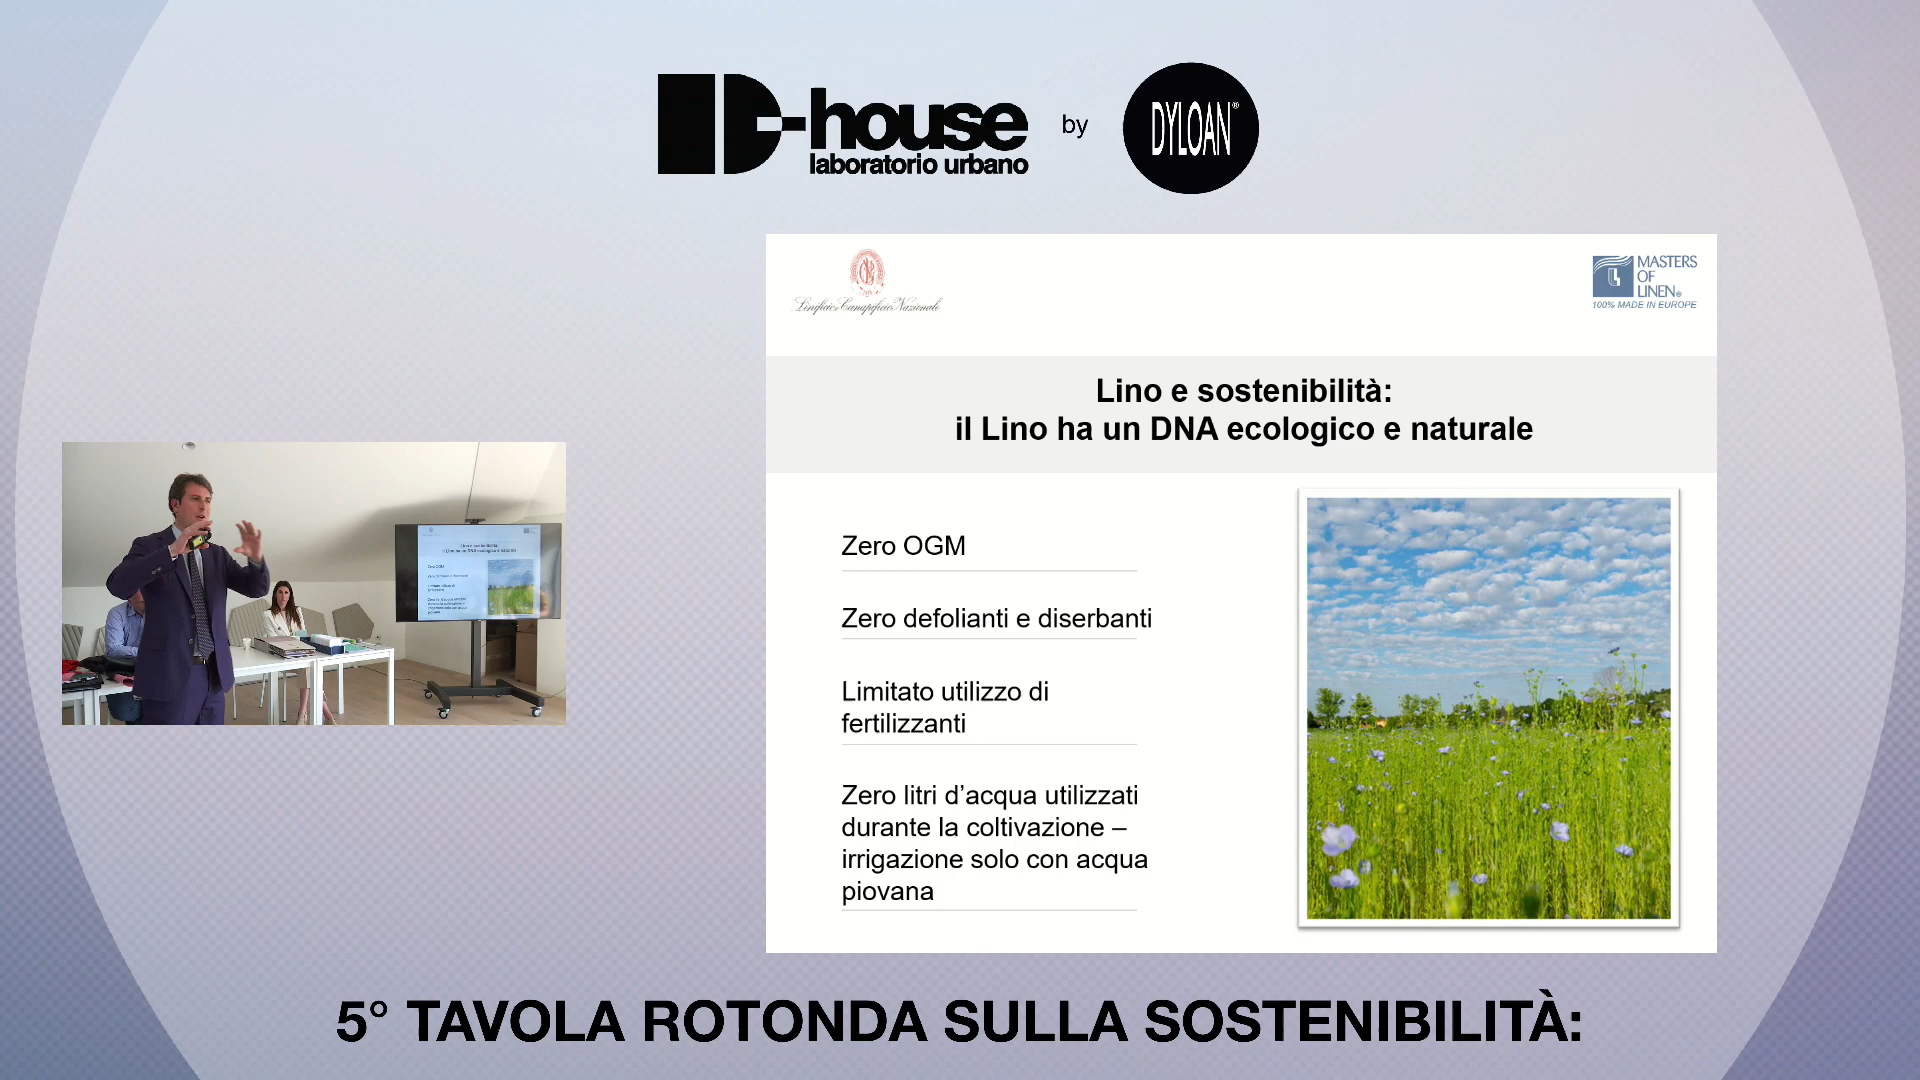 D-house
laboratorio urbano
by
DYLOAN®
Linificio e Canapificio Nazionale
MASTERS
OF
LINEN®
100% MADE IN EUROPE
Lino e sostenibilità:
il Lino ha un DNA ecologico e naturale
Zero OGM
Zero defolianti e diserbanti
Limitato utilizzo di
fertilizzanti
Zero litri d’acqua utilizzati
durante la coltivazione –
irrigazione solo con acqua
piovana
5° TAVOLA ROTONDA SULLA SOSTENIBILITÀ: